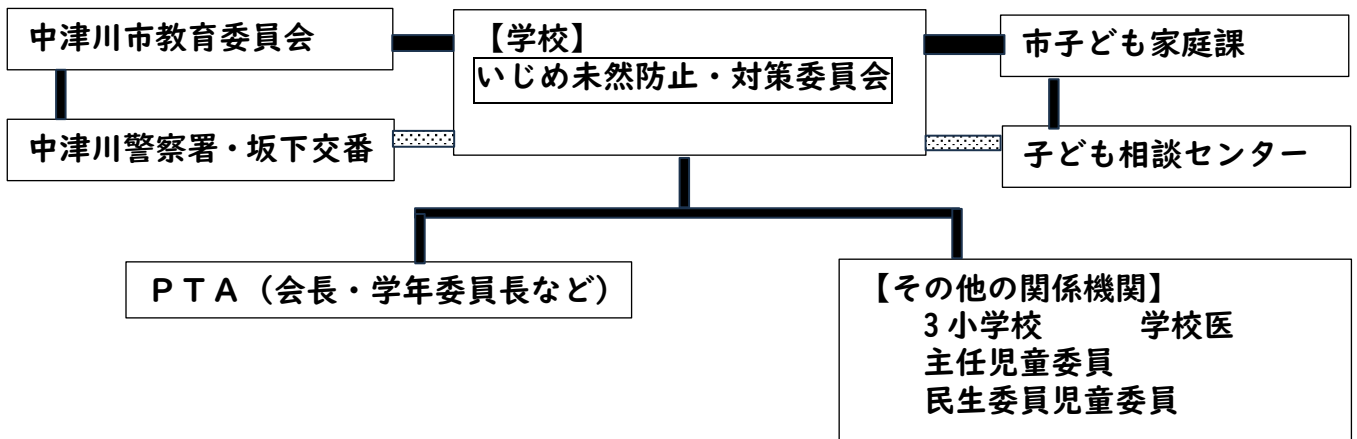 中津川市教育委員会
【学校】
いじめ未然防止・対策委員会
市子ども家庭課
中津川警察署・坂下交番
子ども相談センター
ＰＴＡ（会長・学年委員長など）
【その他の関係機関】
３小学校　　　学校医
主任児童委員
民生委員児童委員